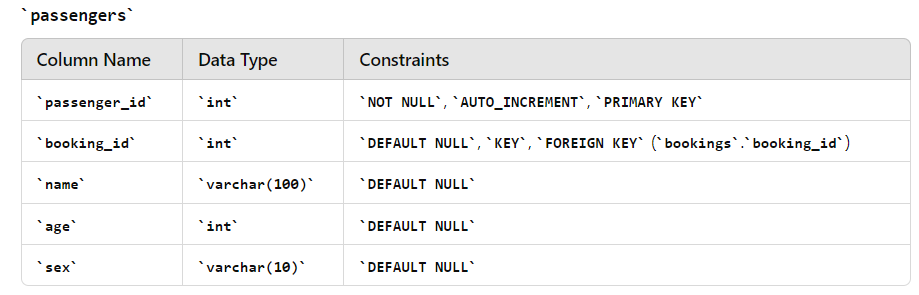 `passengers`
Column Name Data Type Constraints
`passenger_id` `int` `NOT NULL`, `AUTO_INCREMENT`, `PRIMARY KEY`
`booking_id` `int` `DEFAULT NULL`, `KEY`, `FOREIGN KEY` (`bookings`.`booking_id`)
`name` `varchar(100)` `DEFAULT NULL`
`age` `int` `DEFAULT NULL`
`sex` `varchar(10)` `DEFAULT NULL`